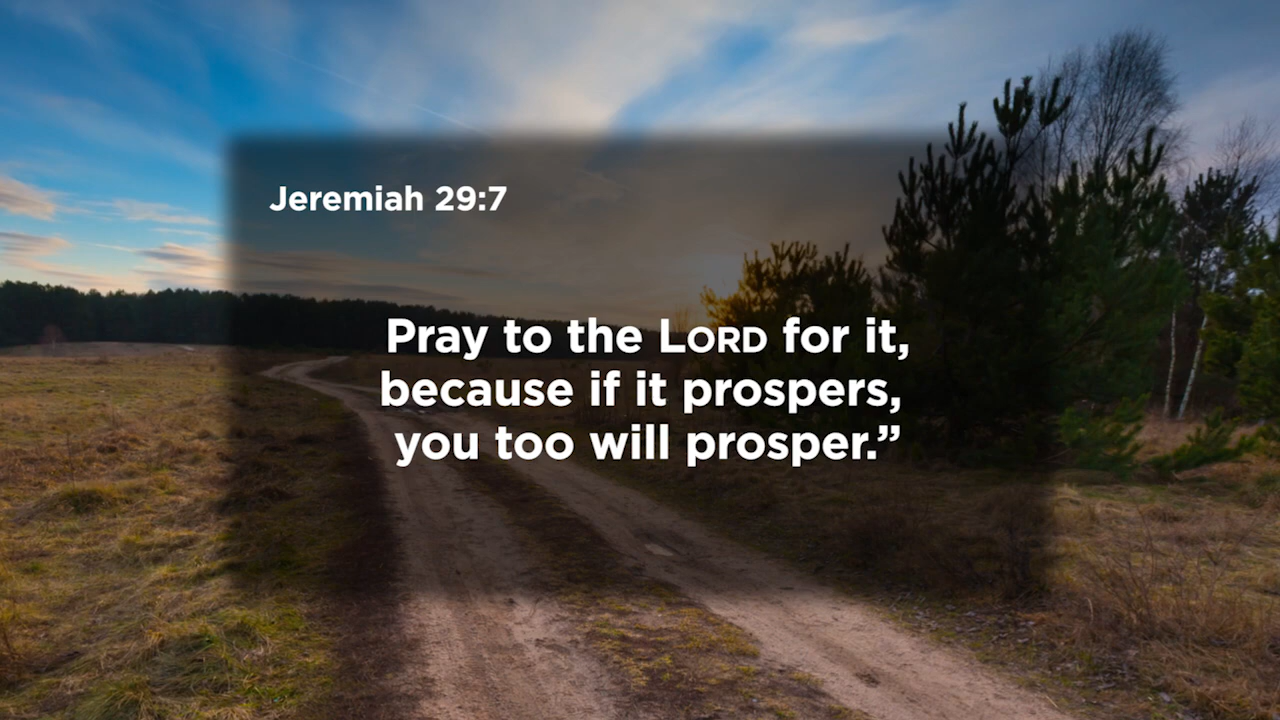 Jeremiah 29:7
Pray to the LORD for it,
because if it prospers,
you too will prosper.”